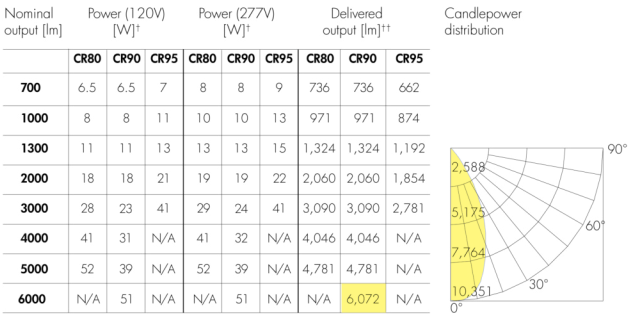 Nominal Power (120V) Power (277V) Delivered Candlepower
output [lm] [W]† [W]† output [lm]†† distribution
CR80 CR90 CR95 CR80 CR90 CR95 CR80 CR90 CR95
700 6.5 6.5 7 8 8 9 736 736 662
1000 8 8 11 10 10 13 971 971 874
1300 11 11 13 13 13 15 1,324 1,324 1,192
2000 18 18 21 19 19 22 2,060 2,060 1,854
3000 28 23 41 29 24 41 3,090 3,090 2,781
4000 41 31 N/A 41 32 N/A 4,046 4,046 N/A
5000 52 39 N/A 52 39 N/A 4,781 4,781 N/A
6000 N/A 51 N/A N/A 51 N/A N/A 6,072 N/A
90°
2,588
5,175
60°
7,764
30°
10,351
0°